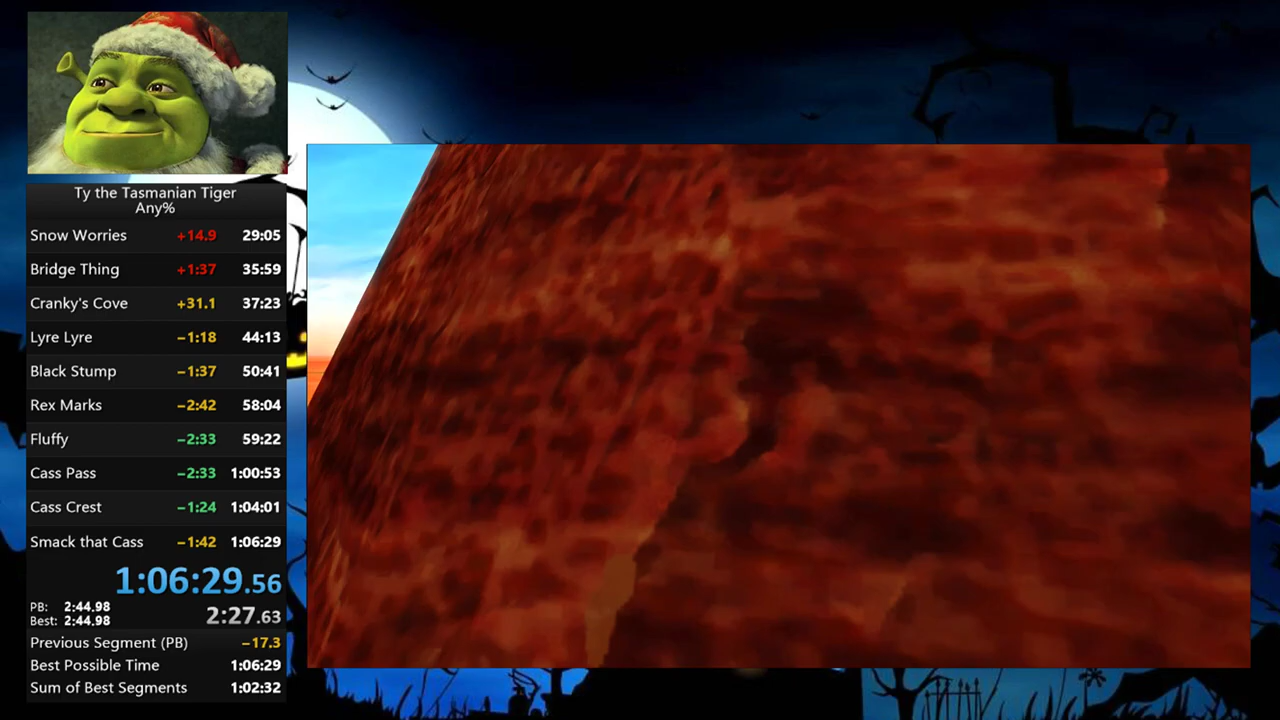 Ty the Tasmanian Tiger
Any%
Snow Worries +14.9 29:05
Bridge Thing +1:37 35:59
Cranky's Cove +31.1 37:23
Lyre Lyre −1:18 44:13
Black Stump −1:37 50:41
Rex Marks −2:42 58:04
Fluffy −2:33 59:22
Cass Pass −2:33 1:00:53
Cass Crest −1:24 1:04:01
Smack that Cass −1:42 1:06:29
1:06:29.56
PB: 2:44.98
Best: 2:44.98 2:27.63
Previous Segment (PB) −17.3
Best Possible Time 1:06:29
Sum of Best Segments 1:02:32